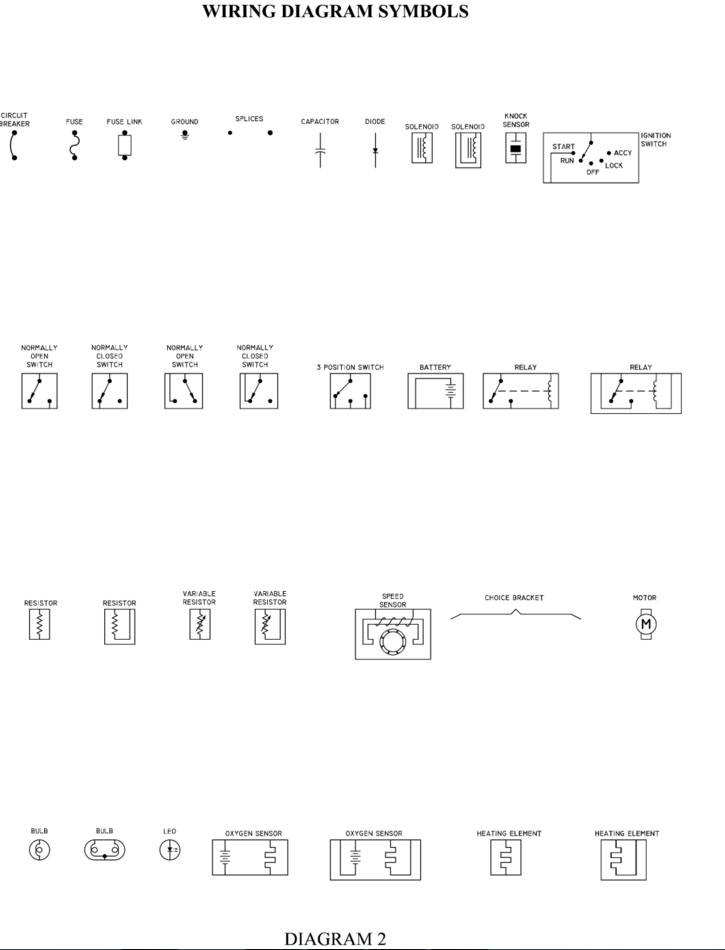 WIRING DIAGRAM SYMBOLS
CIRCUIT
BREAKER
FUSE
FUSE LINK
GROUND
SPLICES
CAPACITOR
DIODE
SOLENOID
SOLENOID
KNOCK
SENSOR
IGNITION
SWITCH
START
RUN
OFF
LOCK
ACCY
NORMALLY
OPEN
SWITCH
NORMALLY
CLOSED
SWITCH
NORMALLY
OPEN
SWITCH
NORMALLY
CLOSED
SWITCH
3 POSITION SWITCH
BATTERY
RELAY
RELAY
RESISTOR
RESISTOR
VARIABLE
RESISTOR
VARIABLE
RESISTOR
SPEED
SENSOR
CHOICE BRACKET
MOTOR
M
BULB
BULB
LED
OXYGEN SENSOR
OXYGEN SENSOR
HEATING ELEMENT
HEATING ELEMENT
DIAGRAM 2